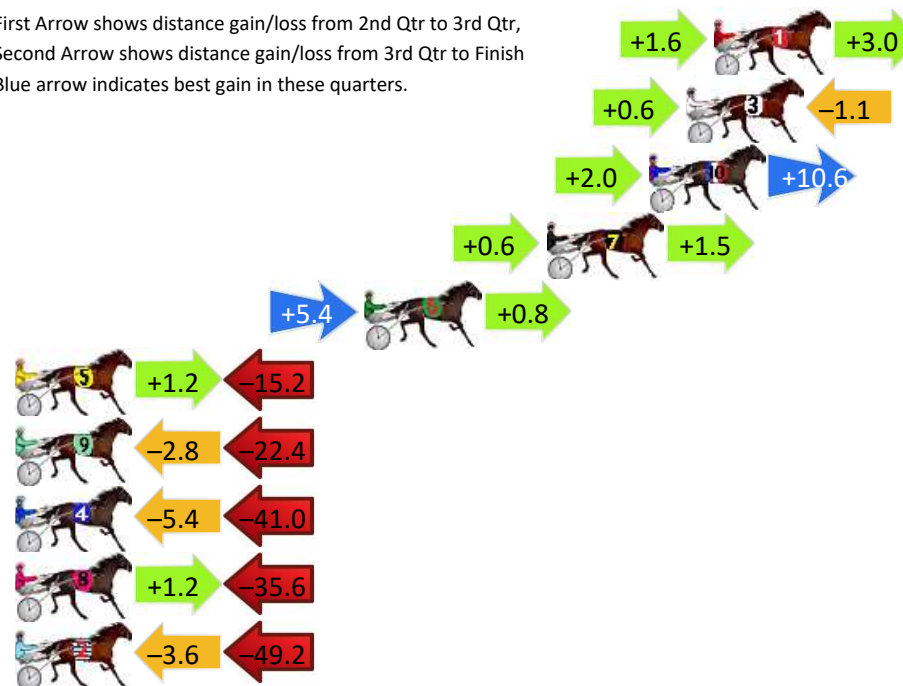 First Arrow shows distance gain/loss from 2nd Qtr to 3rd Qtr,
Second Arrow shows distance gain/loss from 3rd Qtr to Finish
Blue arrow indicates best gain in these quarters.
+1.6 1 +3.0
+0.6 3 –1.1
+2.0 10 +10.6
+0.6 7 +1.5
+5.4 6 +0.8
5 +1.2 –15.2
9 –2.8 –22.4
4 –5.4 –41.0
8 +1.2 –35.6
2 –3.6 –49.2